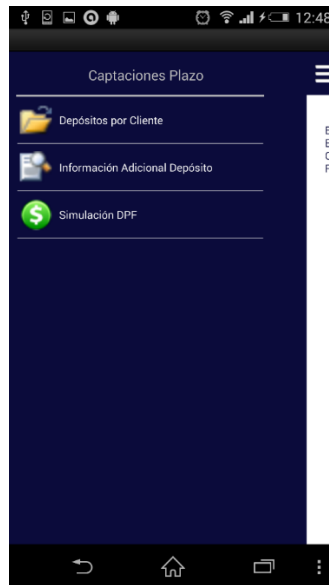 12:48
Captaciones Plazo
Depósitos por Cliente
Información Adicional Depósito
Simulación DPF